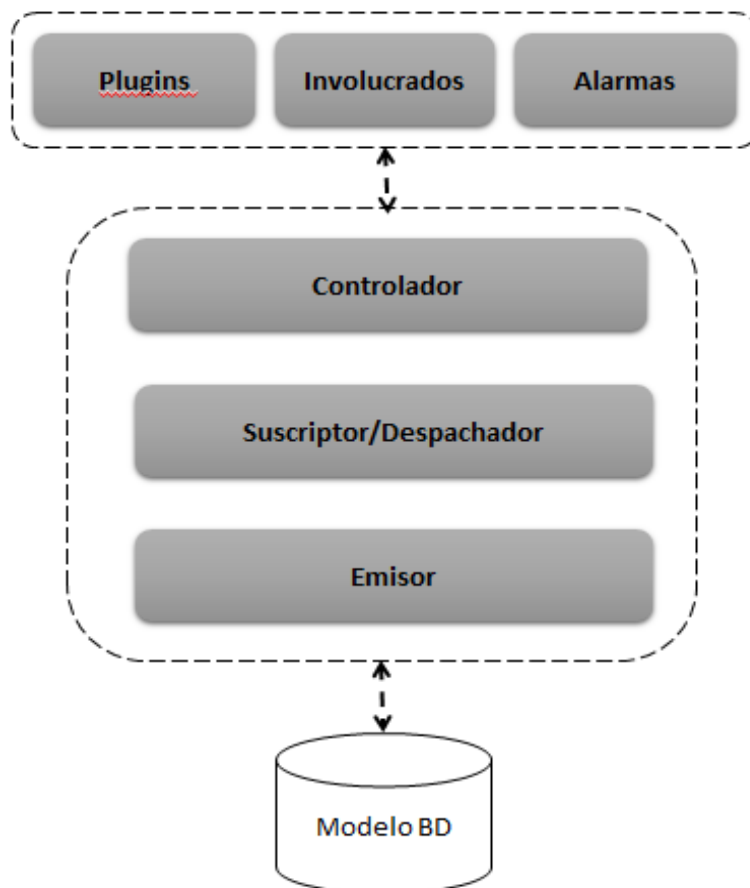 Plugins
Involucrados
Alarmas
Controlador
Suscriptor/Despachador
Emisor
Modelo BD